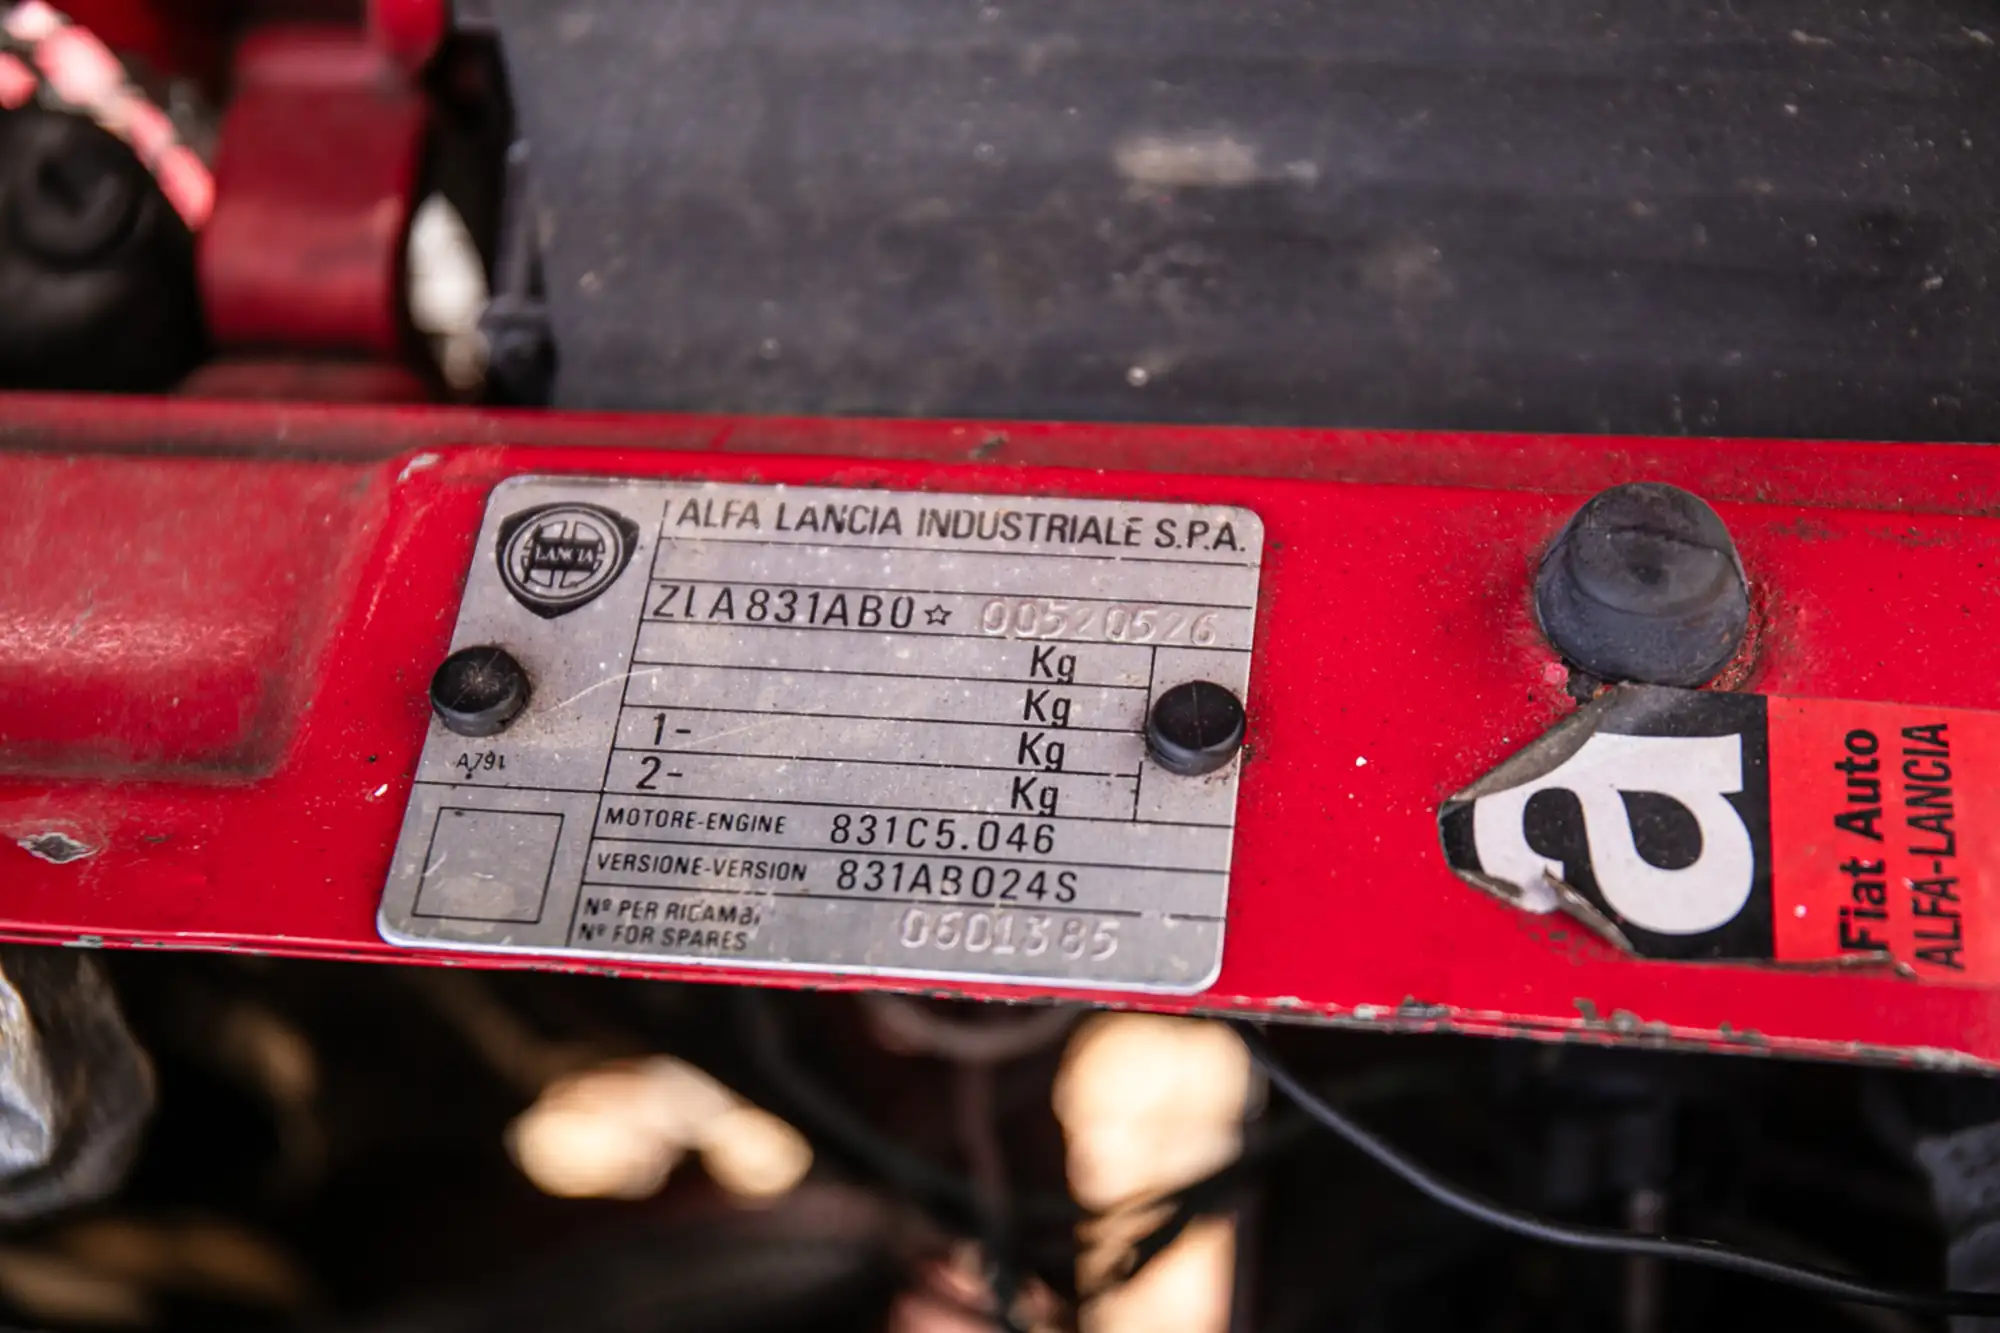 LANCIA
ALFA LANCIA INDUSTRIALE S.P.A.
ZLA831AB0☆ 00520526
Kg
Kg
1- Kg
2- Kg
A.791
MOTORE-ENGINE 831C5.046
VERSIONE-VERSION 831AB024S
Nº PER RICAMBI
Nº FOR SPARES 0601385
a
Fiat Auto
ALFA-LANCIA